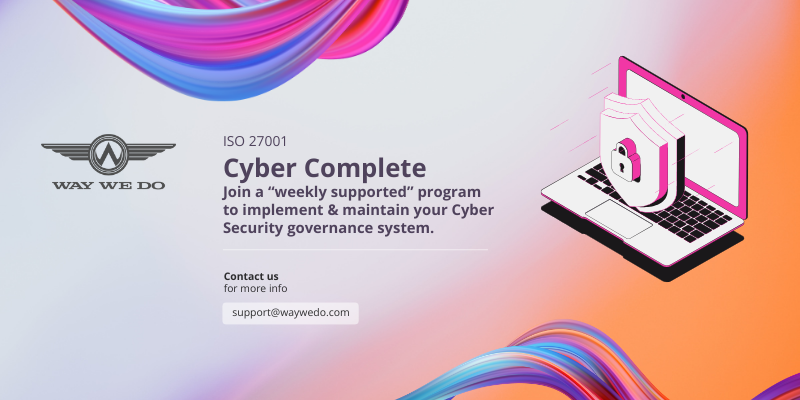 WAY WE DO
ISO 27001
Cyber Complete
Join a “weekly supported” program
to implement & maintain your Cyber
Security governance system.
Contact us
for more info
support@waywedo.com